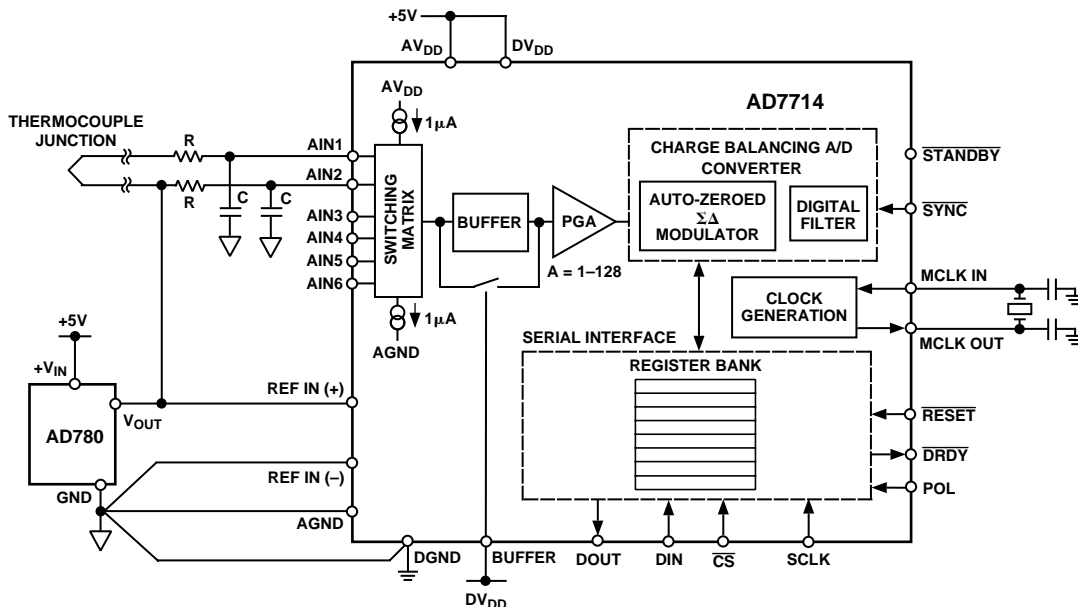 +5V
AVDD
DVDD
AD7714
AVDD
1µA
THERMOCOUPLE
JUNCTION
R
R
C
C
AIN1
AIN2
AIN3
AIN4
AIN5
AIN6
SWITCHING
MATRIX
BUFFER
PGA
A = 1–128
CHARGE BALANCING A/D
CONVERTER
AUTO-ZEROED
ΣΔ
MODULATOR
DIGITAL
FILTER
STANDBY
SYNC
1µA
AGND
CLOCK
GENERATION
MCLK IN
MCLK OUT
SERIAL INTERFACE
REGISTER BANK
+5V
+VIN
AD780
VOUT
GND
REF IN (+)
REF IN (–)
AGND
RESET
DRDY
POL
DGND
BUFFER
DOUT
DIN
CS
SCLK
DVDD